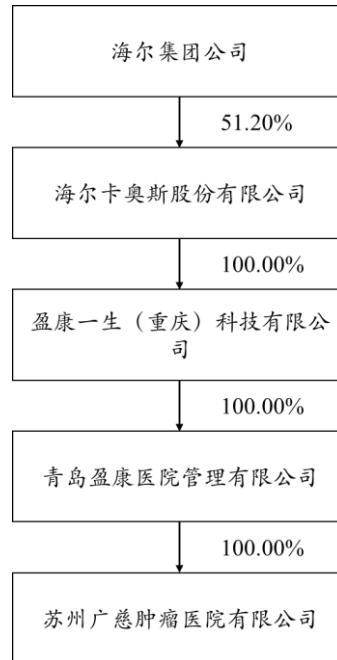 海尔集团公司
51.20%
海尔卡奥斯股份有限公司
100.00%
盈康一生（重庆）科技有限公
司
100.00%
青岛盈康医院管理有限公司
100.00%
苏州广慈肿瘤医院有限公司